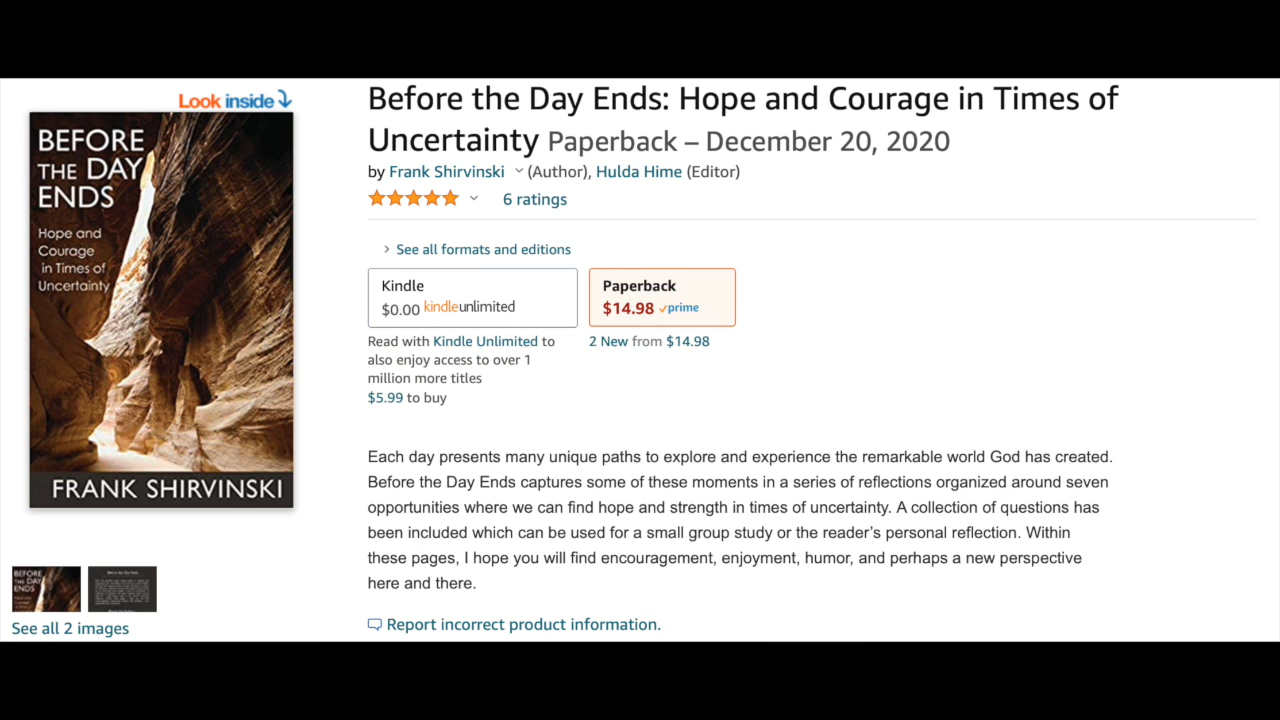 Look inside
BEFORE
THE DAY
ENDS
Hope and
Courage
in Times of
Uncertainty
FRANK SHIRVINSKI
BEFORE
THE DAY
ENDS
See all 2 images
Before the Day Ends: Hope and Courage in Times of
Uncertainty Paperback – December 20, 2020
by Frank Shirvinski (Author), Hulda Hime (Editor)
6 ratings
See all formats and editions
Kindle
$0.00 kindleunlimited
Read with Kindle Unlimited to
also enjoy access to over 1
million more titles
$5.99 to buy
Paperback
$14.98 prime
2 New from $14.98
Each day presents many unique paths to explore and experience the remarkable world God has created.
Before the Day Ends captures some of these moments in a series of reflections organized around seven
opportunities where we can find hope and strength in times of uncertainty. A collection of questions has
been included which can be used for a small group study or the reader’s personal reflection. Within
these pages, I hope you will find encouragement, enjoyment, humor, and perhaps a new perspective
here and there.
Report incorrect product information.